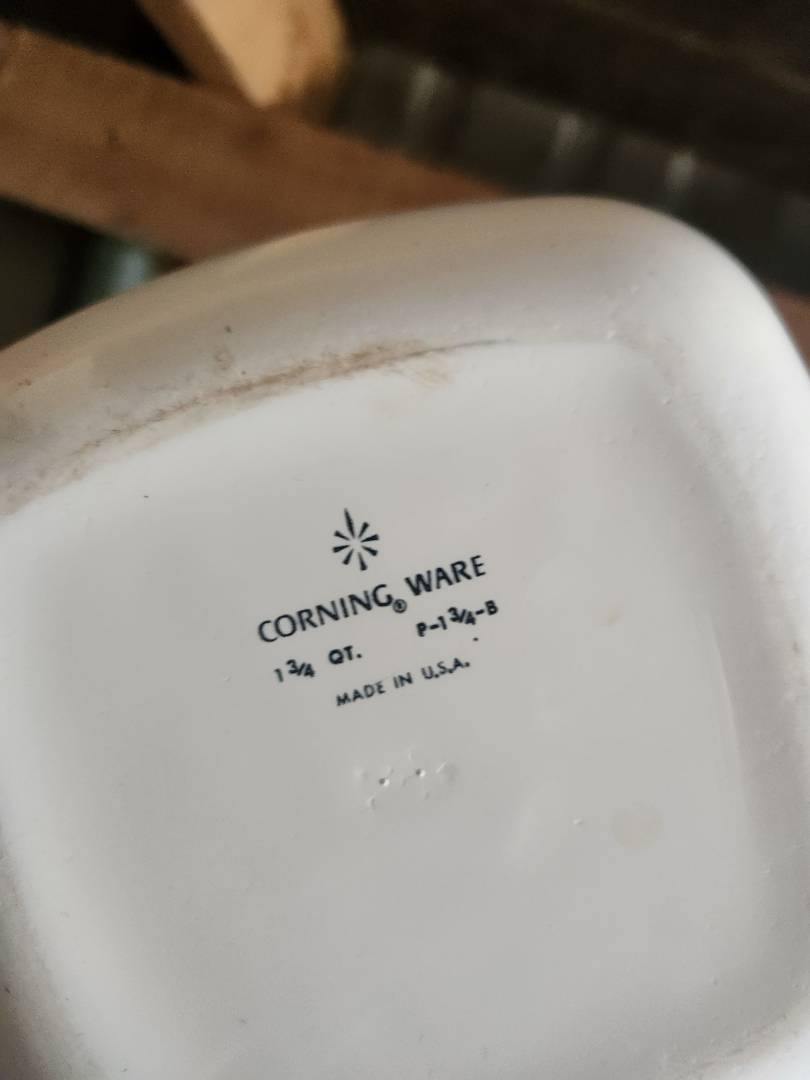 CORNING® WARE
1 3/4 QT. P-1 3/4-B
MADE IN U.S.A.